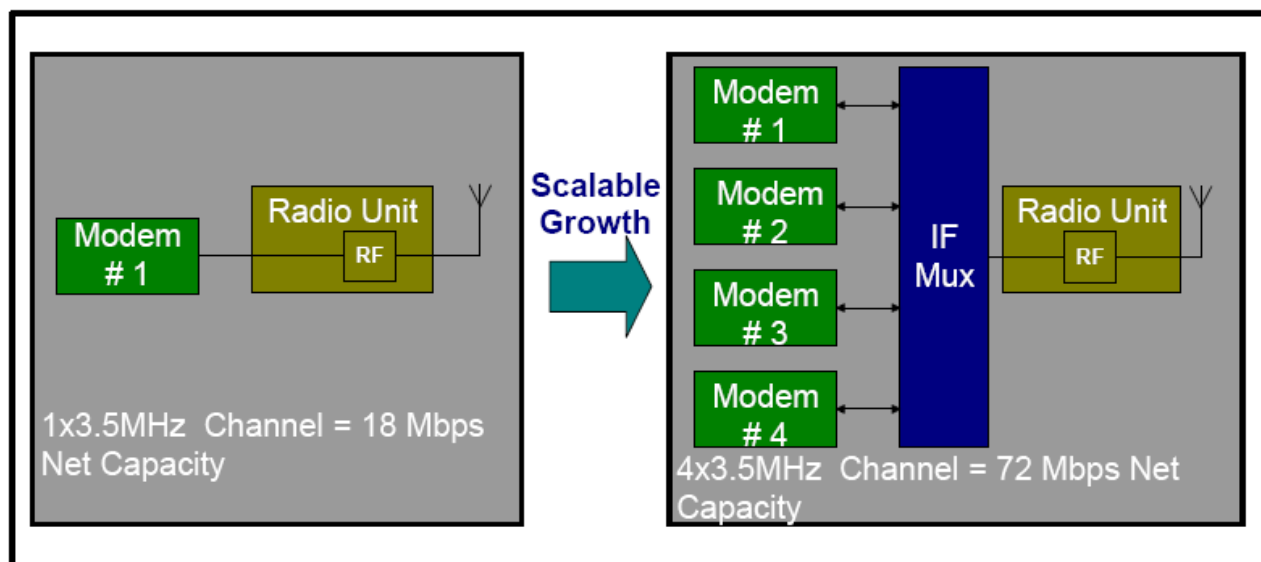 Modem
# 1
Radio Unit
RF
1x3.5MHz  Channel = 18 Mbps
Net Capacity
Scalable
Growth
Modem
# 1
Modem
# 2
Modem
# 3
Modem
# 4
IF
Mux
Radio Unit
RF
4x3.5MHz  Channel = 72 Mbps Net
Capacity